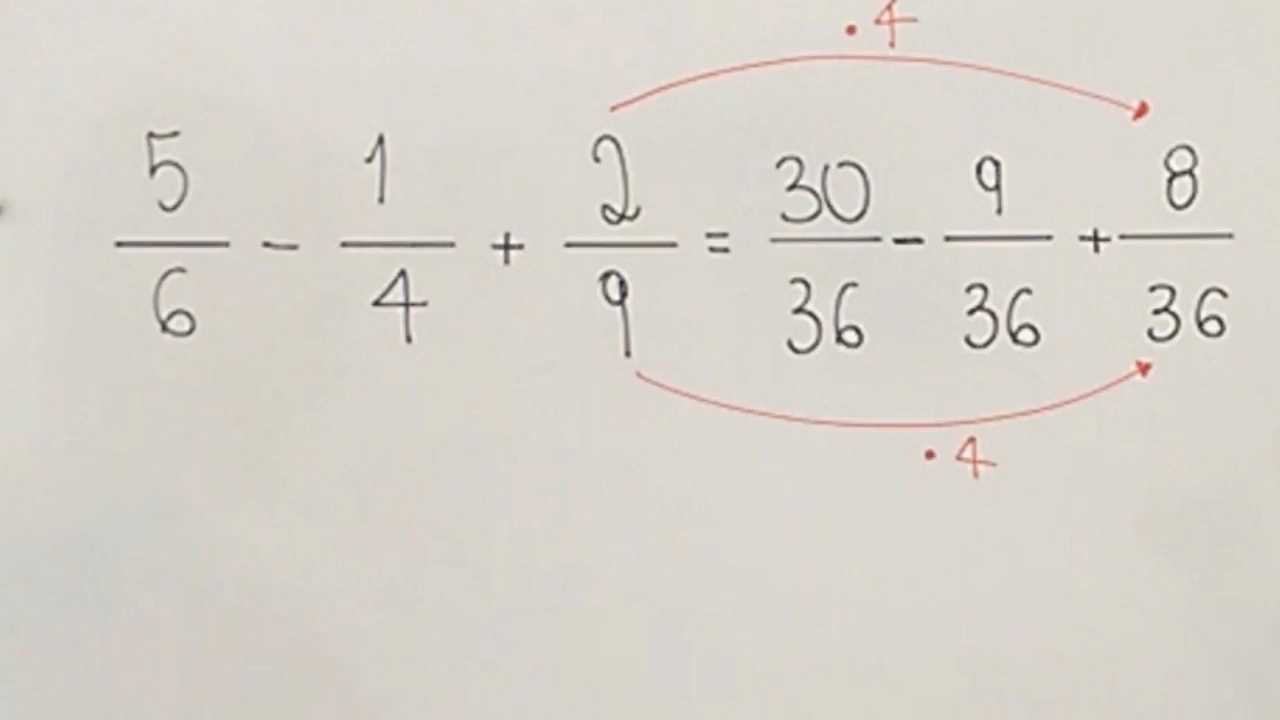 · 4
5/6 - 1/4 + 2/9 = 30/36 - 9/36 + 8/36
· 4